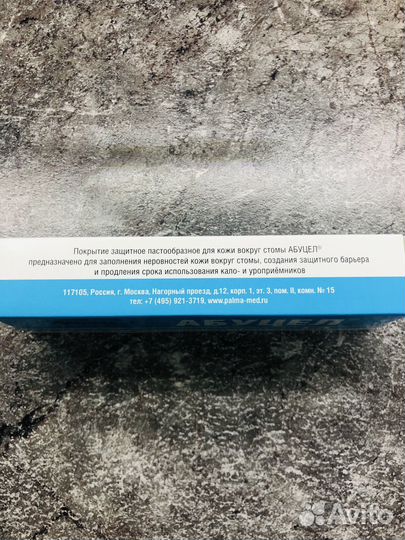 Покрытие защитное пастообразное для кожи вокруг стомы АБУЦЕЛ®
предназначено для заполнения неровностей кожи вокруг стомы, создания защитного барьера
и продления срока использования кало- и уроприёмников
117105, Россия, г. Москва, Нагорный проезд, д.12, корп. 1, эт. 3, пом. II, комн. № 15
тел: +7 (495) 921-3719, www.palma-med.ru
АБУЦЕЛ
Avito